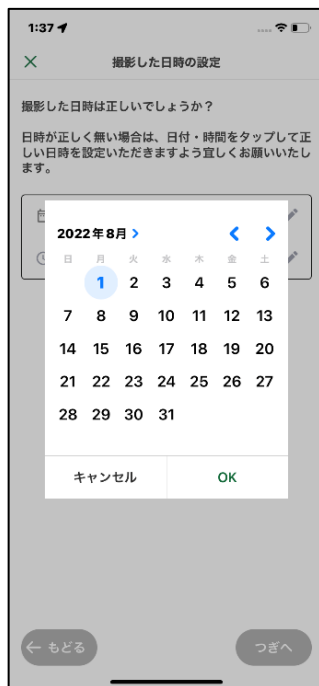 1:37
撮影した日時の設定
撮影した日時は正しいでしょうか？
日時が正しく無い場合は、日付・時間をタップして正
しい日時を設定いただきますよう宜しくお願いいたし
ます。
2022年8月
日 月 火 水 木 金 土
1 2 3 4 5 6
7 8 9 10 11 12 13
14 15 16 17 18 19 20
21 22 23 24 25 26 27
28 29 30 31
キャンセル OK
もどる つぎへ